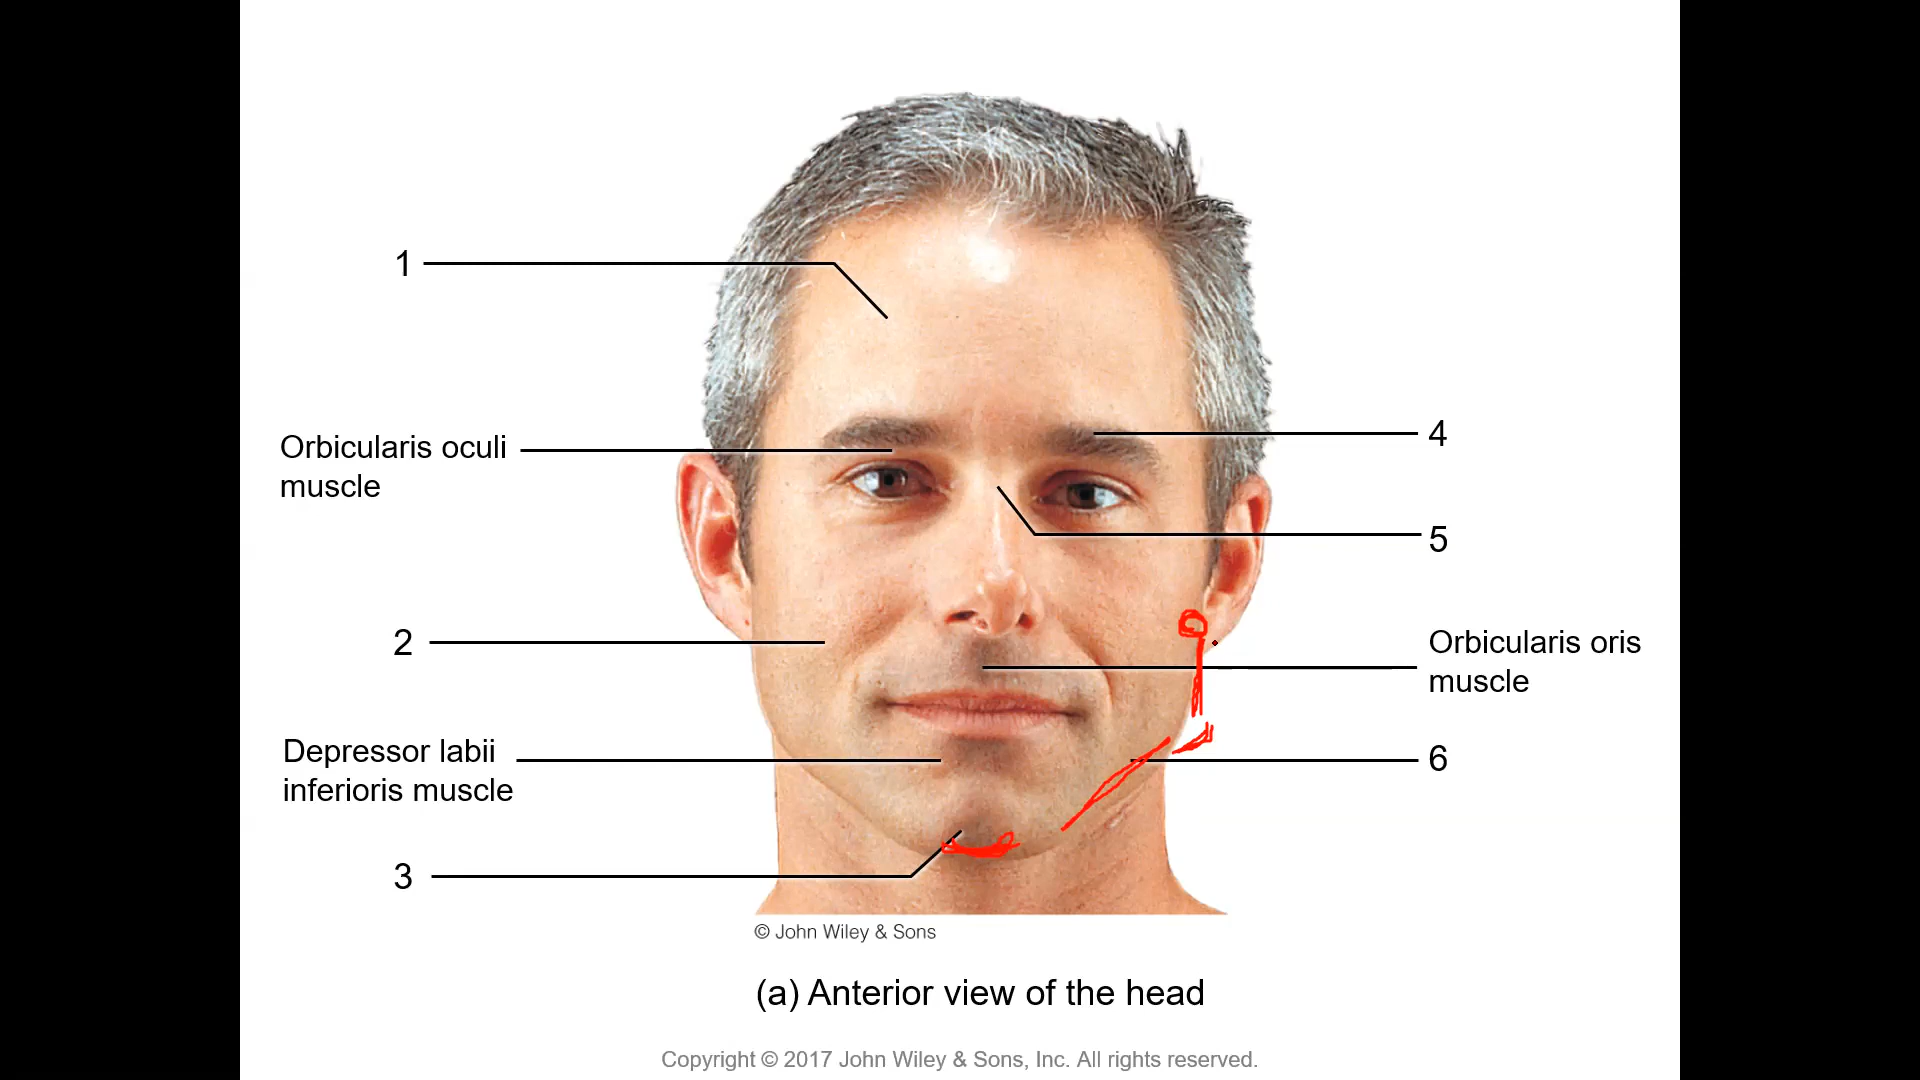 1
Orbicularis oculi
muscle
4
5
2
Orbicularis oris
muscle
Depressor labii
inferioris muscle
6
3
© John Wiley & Sons
(a) Anterior view of the head
Copyright © 2017 John Wiley & Sons, Inc. All rights reserved.